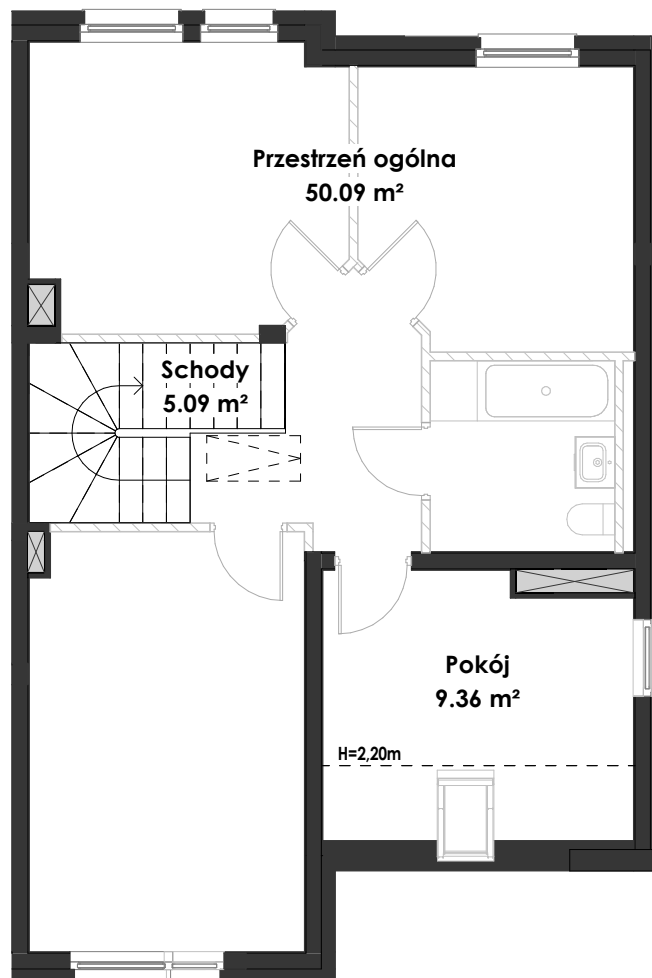 Przestrzeń ogólna
50.09 m²
Schody
5.09 m²
Pokój
9.36 m²
H=2,20m